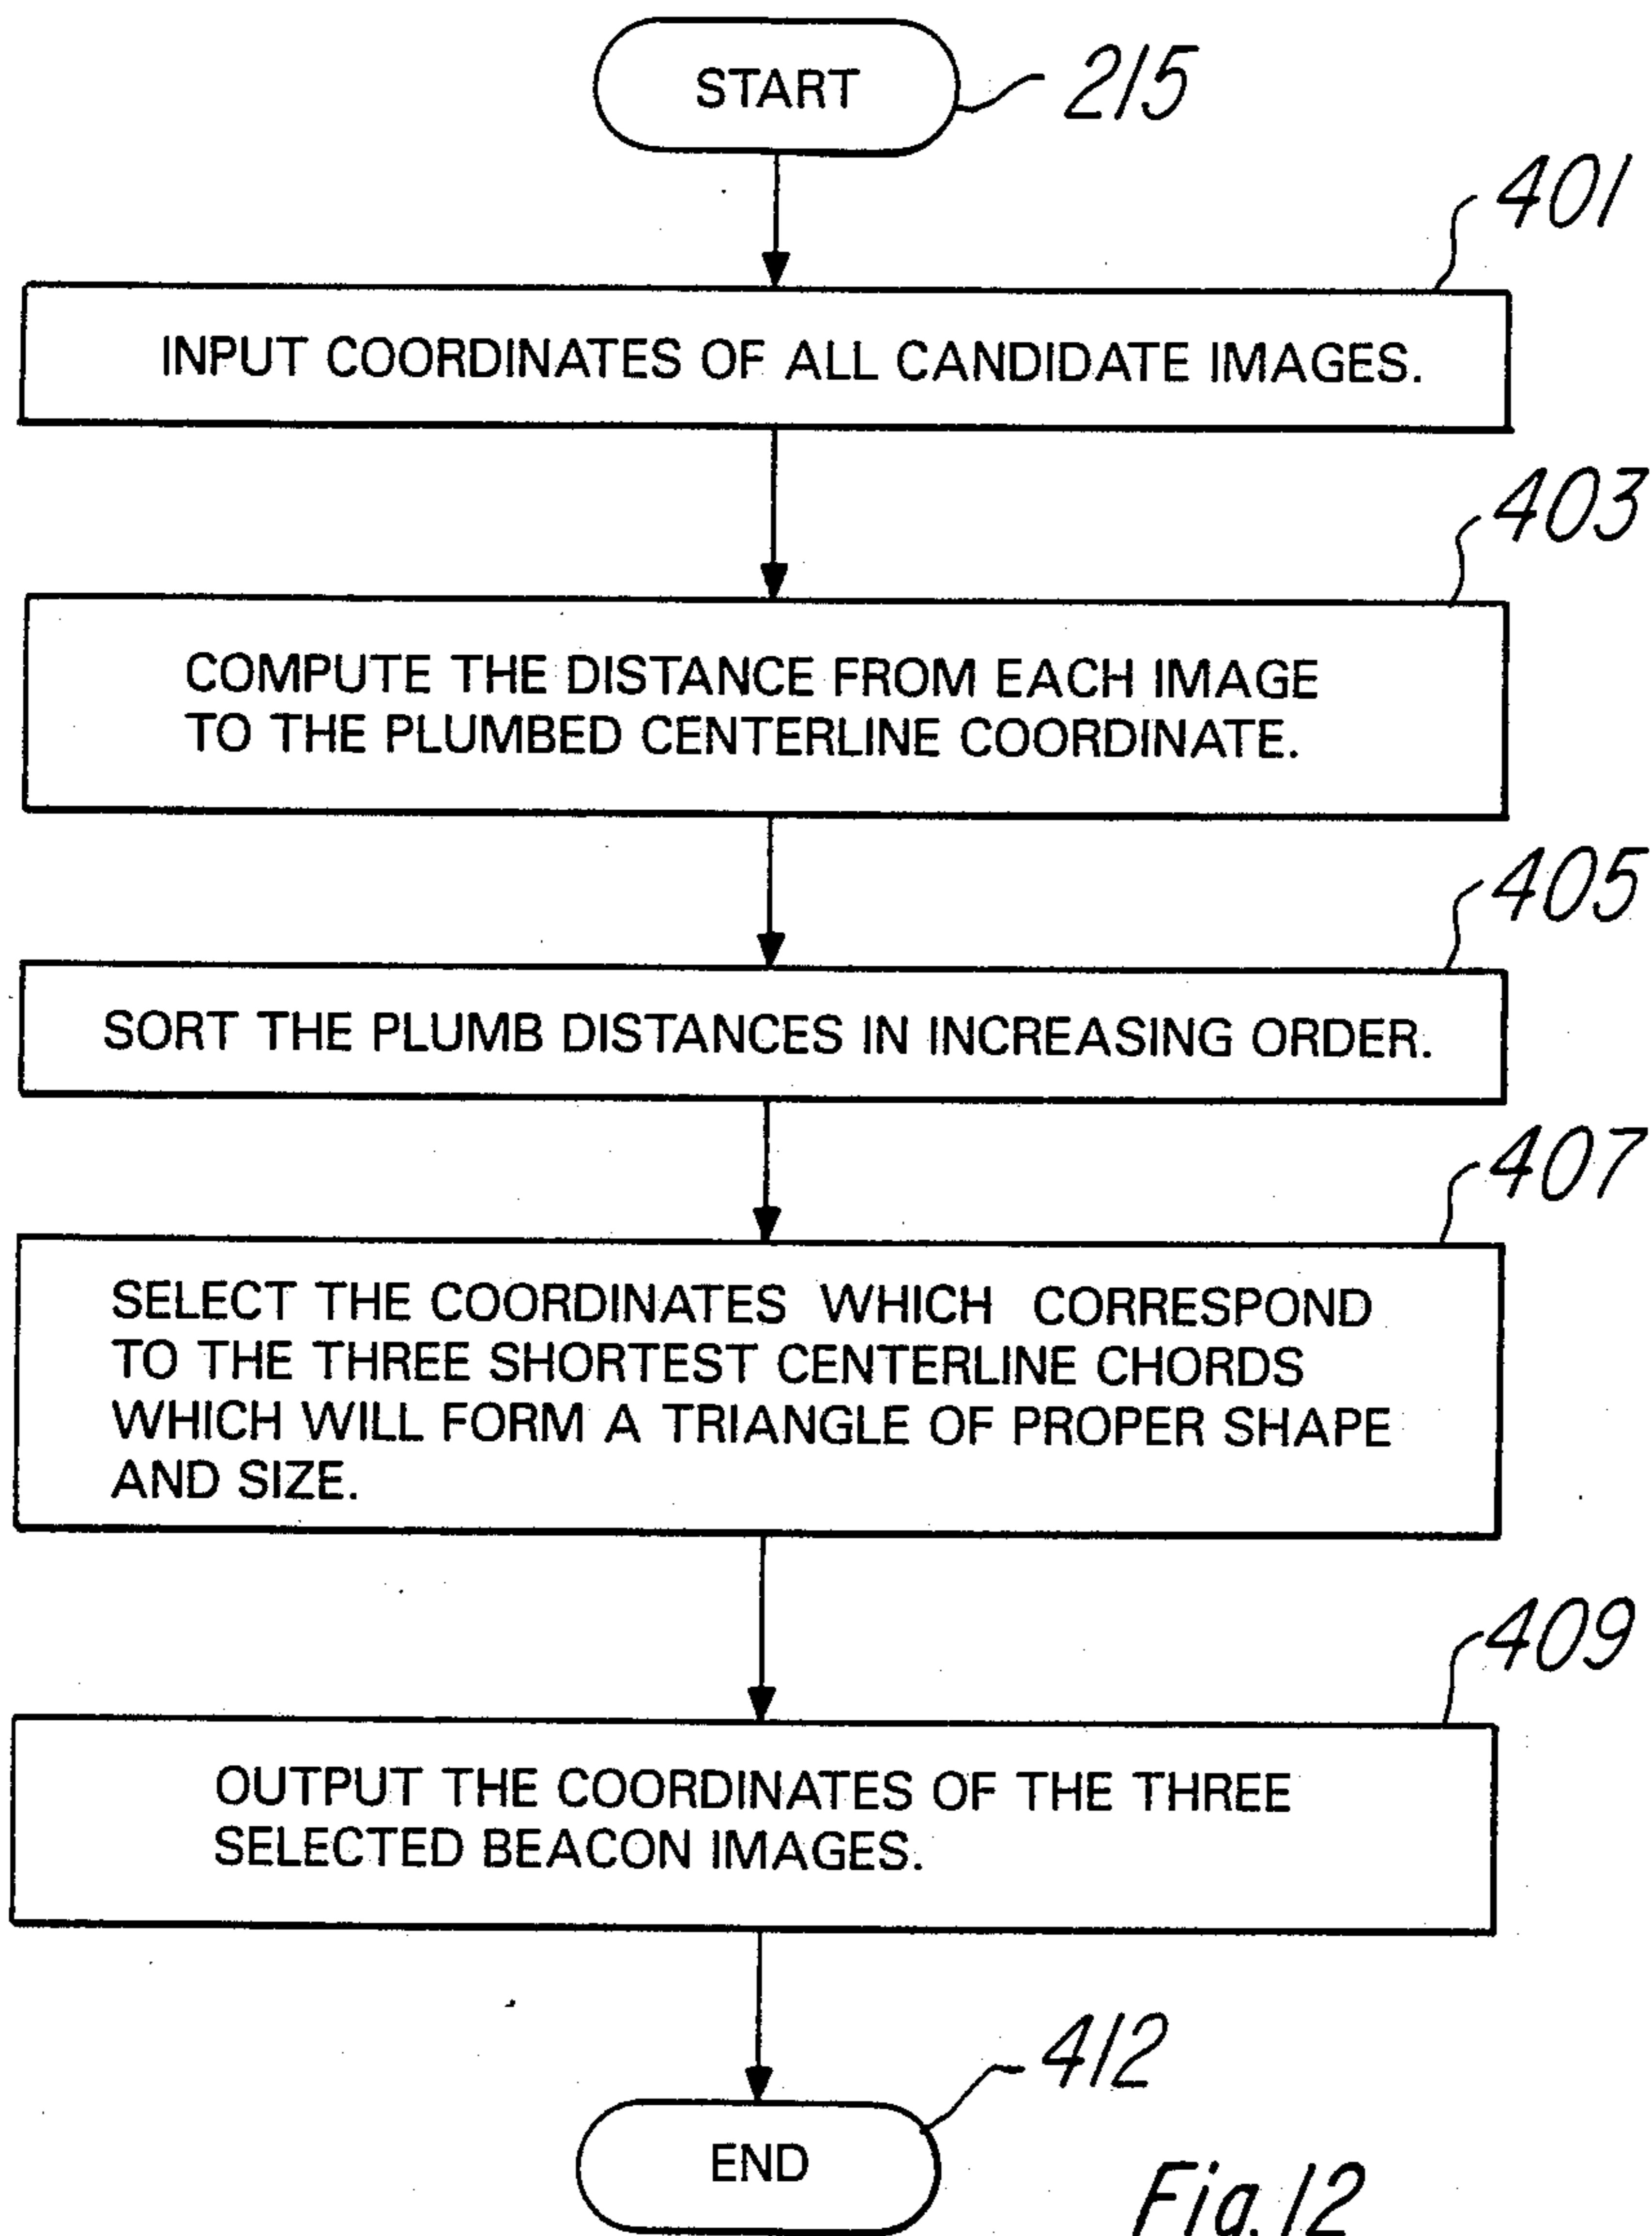 START
215
401
INPUT COORDINATES OF ALL CANDIDATE IMAGES.
403
COMPUTE THE DISTANCE FROM EACH IMAGE
TO THE PLUMBED CENTERLINE COORDINATE.
405
SORT THE PLUMB DISTANCES IN INCREASING ORDER.
407
SELECT THE COORDINATES WHICH CORRESPOND
TO THE THREE SHORTEST CENTERLINE CHORDS
WHICH WILL FORM A TRIANGLE OF PROPER SHAPE
AND SIZE.
409
OUTPUT THE COORDINATES OF THE THREE
SELECTED BEACON IMAGES.
412
END
Fig.12